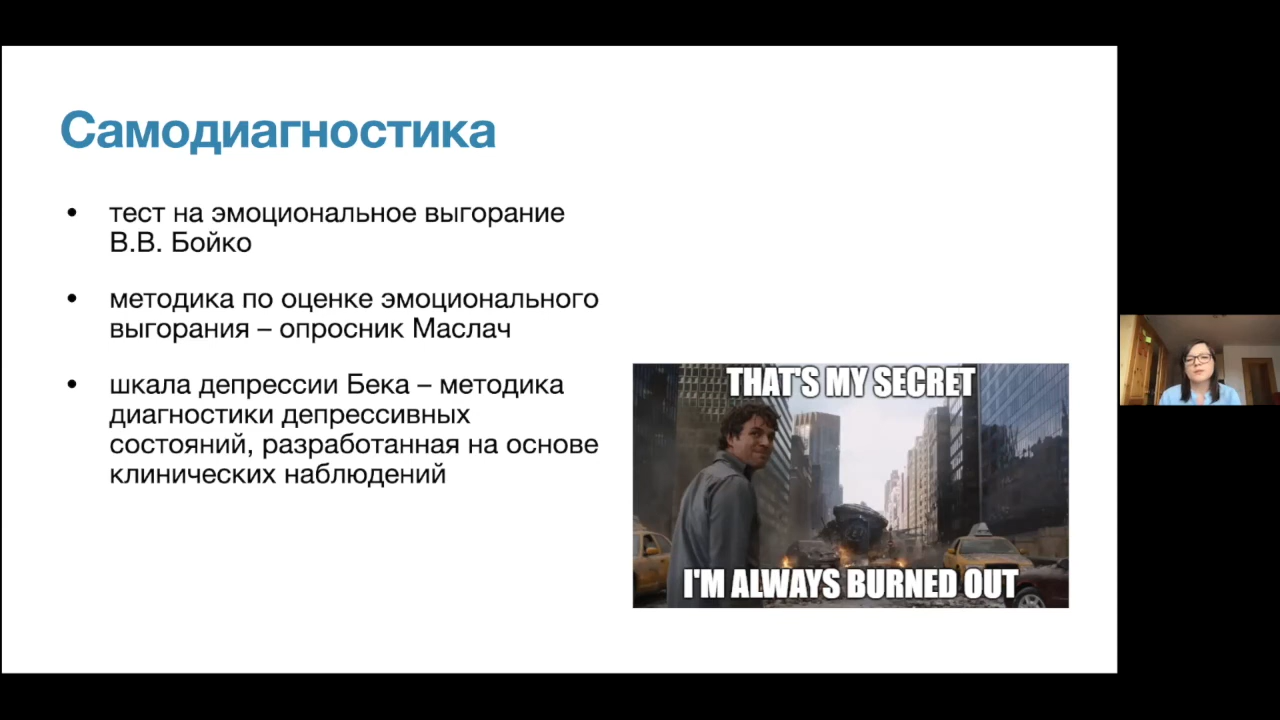 Самодиагностика
• тест на эмоциональное выгорание
В.В. Бойко
• методика по оценке эмоционального
выгорания – опросник Маслач
• шкала депрессии Бека – методика
диагностики депрессивных
состояний, разработанная на основе
клинических наблюдений
THAT'S MY SECRET
I'M ALWAYS BURNED OUT